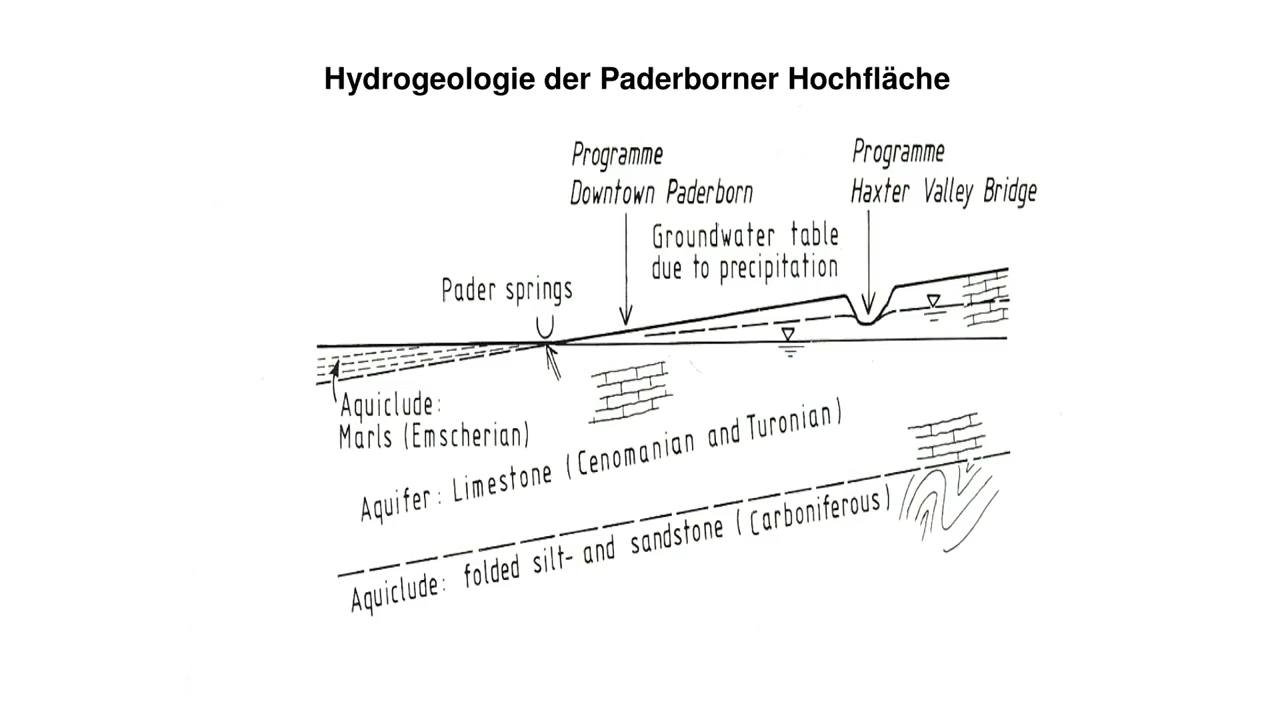 Hydrogeologie der Paderborner Hochfläche
Programme
Downtown Paderborn
Programme
Haxter Valley Bridge
Groundwater table
due to precipitation
Pader springs
Aquiclude:
Marls (Emscherian)
Aquifer: Limestone (Cenomanian and Turonian)
Aquiclude: folded silt- and sandstone (Carboniferous)